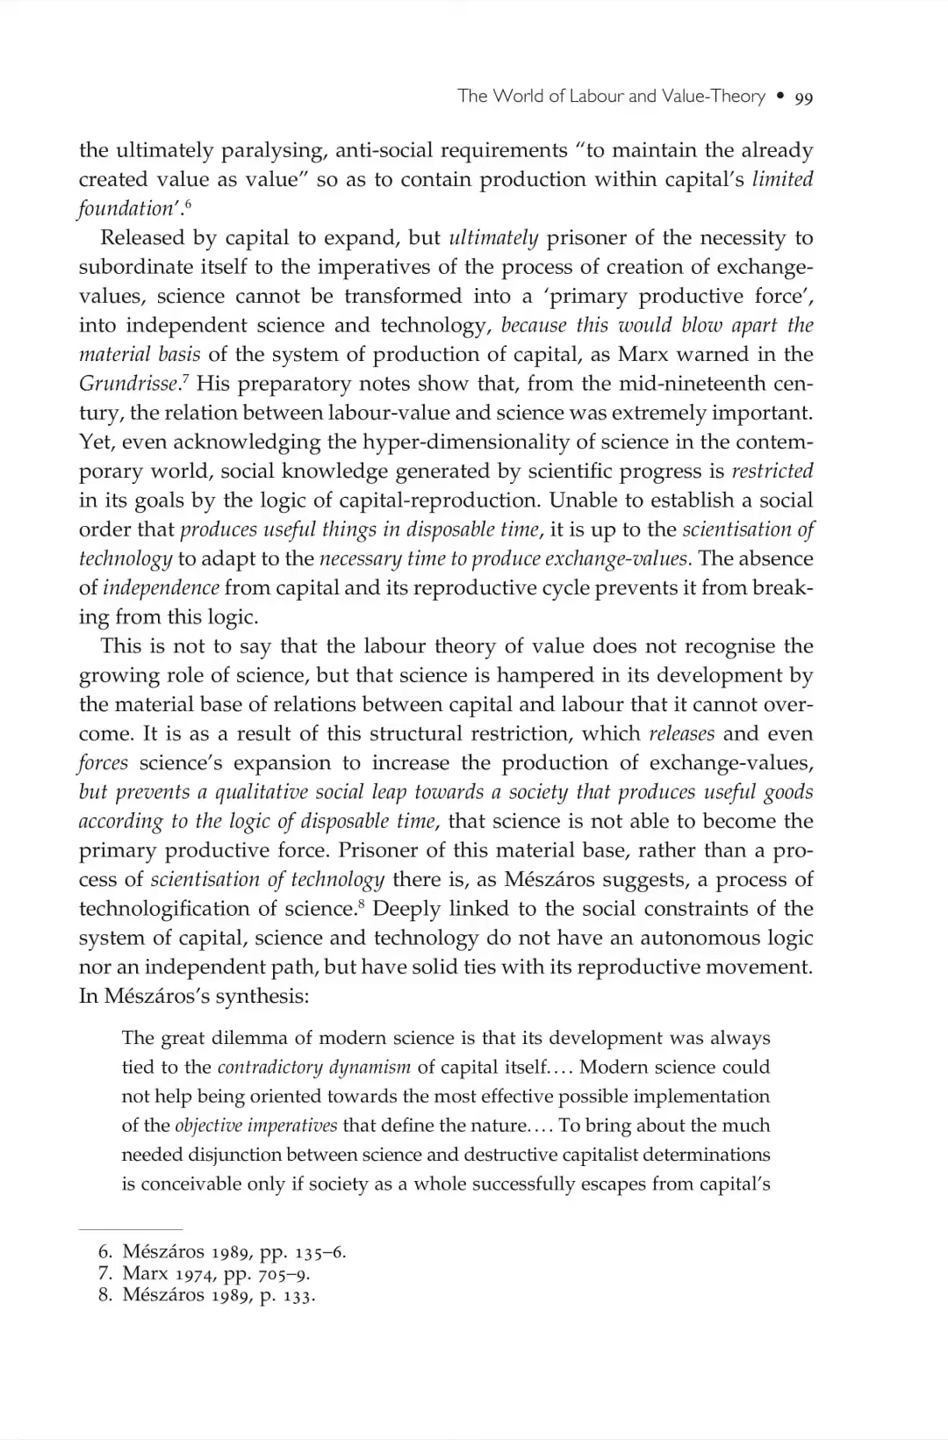 The World of Labour and Value-Theory • 99
the ultimately paralysing, anti-social requirements “to maintain the already
created value as value” so as to contain production within capital’s limited
foundation’.6
Released by capital to expand, but ultimately prisoner of the necessity to
subordinate itself to the imperatives of the process of creation of exchange-
values, science cannot be transformed into a ‘primary productive force’,
into independent science and technology, because this would blow apart the
material basis of the system of production of capital, as Marx warned in the
Grundrisse.7 His preparatory notes show that, from the mid-nineteenth cen-
tury, the relation between labour-value and science was extremely important.
Yet, even acknowledging the hyper-dimensionality of science in the contem-
porary world, social knowledge generated by scientific progress is restricted
in its goals by the logic of capital-reproduction. Unable to establish a social
order that produces useful things in disposable time, it is up to the scientisation of
technology to adapt to the necessary time to produce exchange-values. The absence
of independence from capital and its reproductive cycle prevents it from break-
ing from this logic.
This is not to say that the labour theory of value does not recognise the
growing role of science, but that science is hampered in its development by
the material base of relations between capital and labour that it cannot over-
come. It is as a result of this structural restriction, which releases and even
forces science’s expansion to increase the production of exchange-values,
but prevents a qualitative social leap towards a society that produces useful goods
according to the logic of disposable time, that science is not able to become the
primary productive force. Prisoner of this material base, rather than a pro-
cess of scientisation of technology there is, as Mészáros suggests, a process of
technologification of science.8 Deeply linked to the social constraints of the
system of capital, science and technology do not have an autonomous logic
nor an independent path, but have solid ties with its reproductive movement.
In Mészáros’s synthesis:
The great dilemma of modern science is that its development was always
tied to the contradictory dynamism of capital itself.... Modern science could
not help being oriented towards the most effective possible implementation
of the objective imperatives that define the nature.... To bring about the much
needed disjunction between science and destructive capitalist determinations
is conceivable only if society as a whole successfully escapes from capital’s
6. Mészáros 1989, pp. 135–6.
7. Marx 1974, pp. 705–9.
8. Mészáros 1989, p. 133.